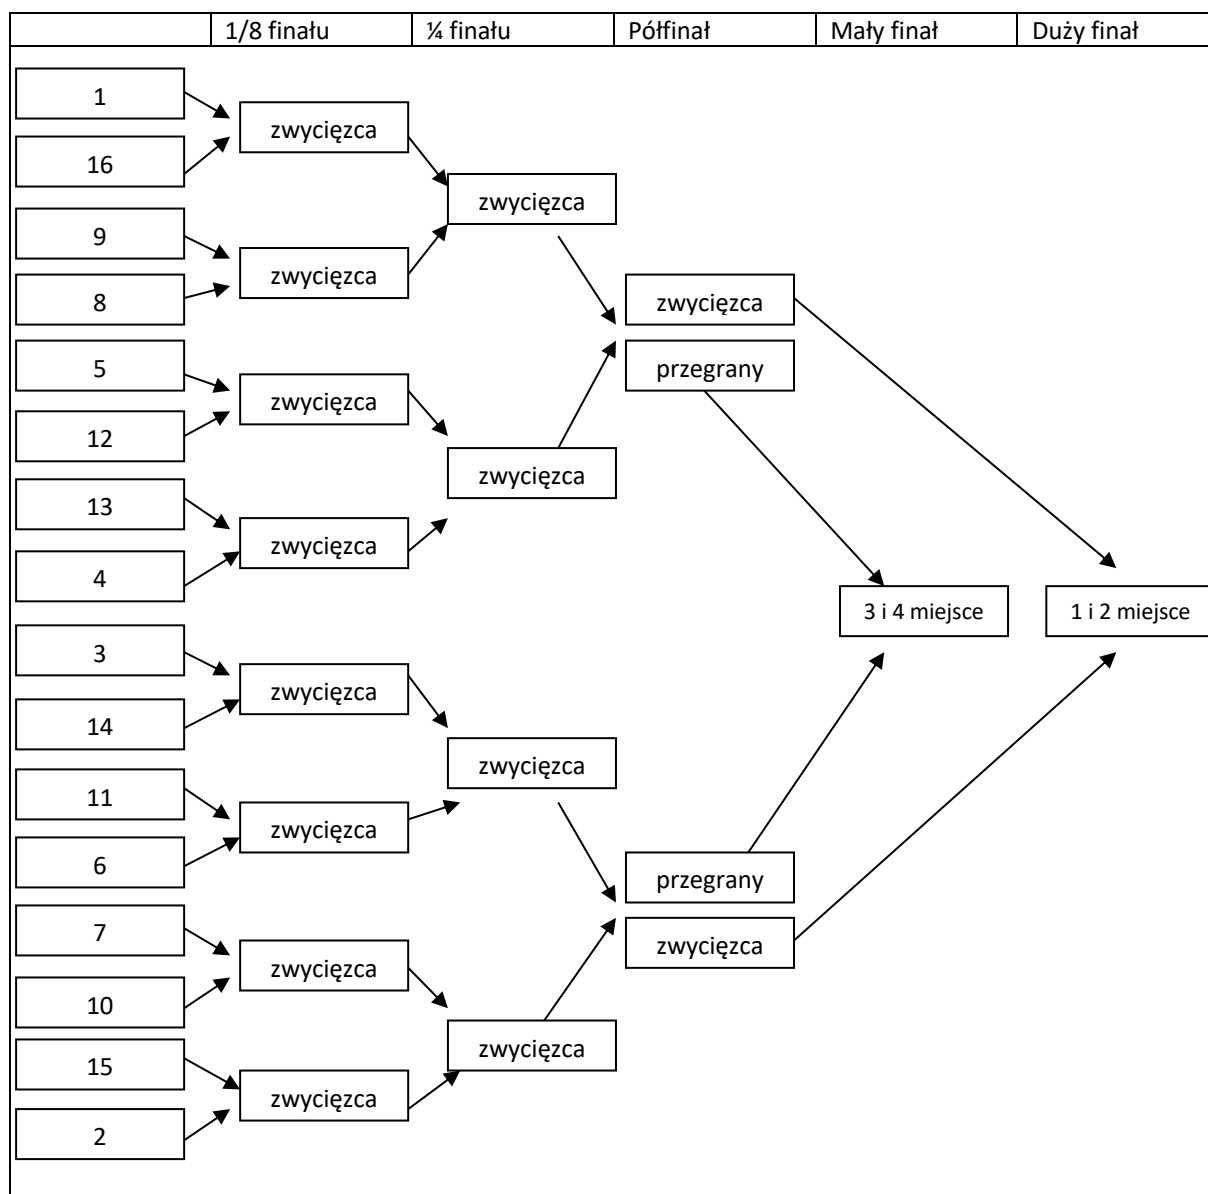 1/8 finału ¼ finału Półfinał Mały finał Duży finał
1
zwycięzca
16
zwycięzca
9
zwycięzca
8
zwycięzca
5
przegrany
zwycięzca
12
zwycięzca
13
zwycięzca
4
3 i 4 miejsce 1 i 2 miejsce
3
zwycięzca
14
zwycięzca
11
zwycięzca
6
przegrany
7
zwycięzca
zwycięzca
10
zwycięzca
15
zwycięzca
2